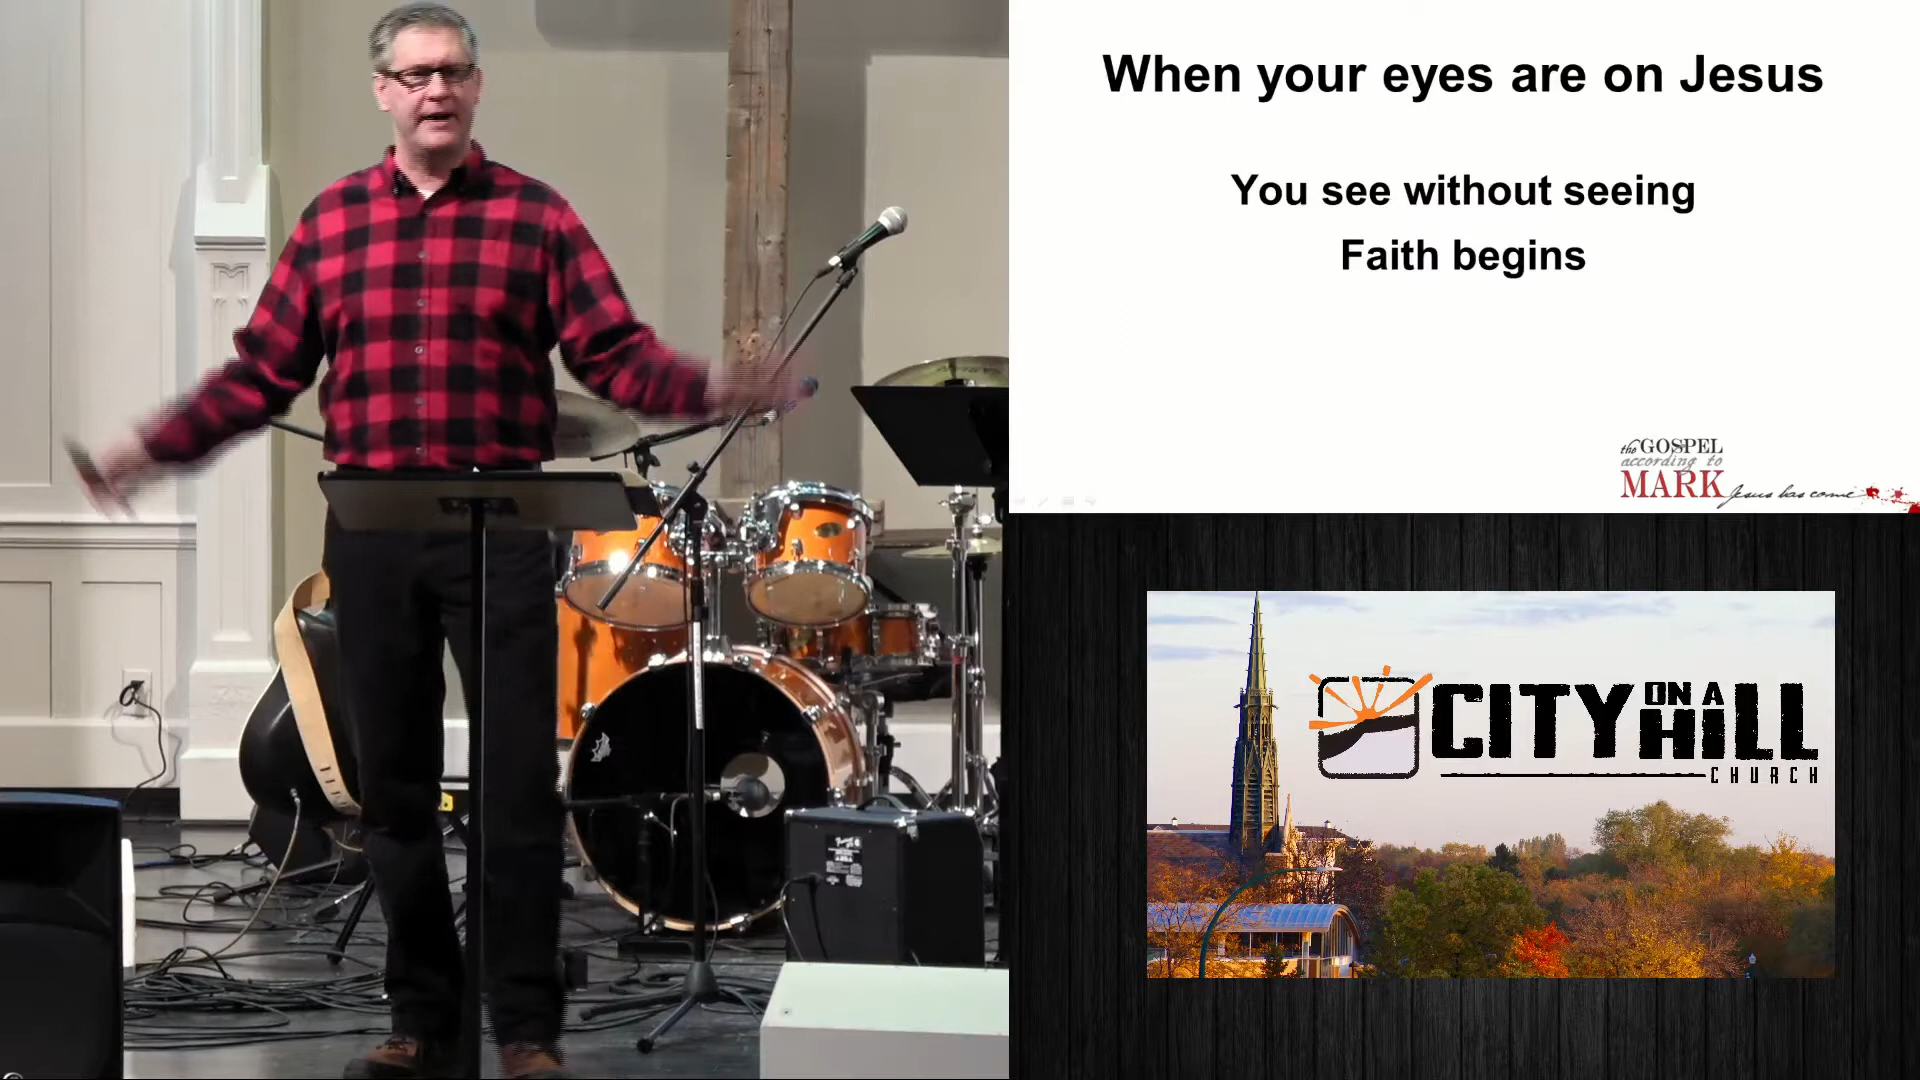 When your eyes are on Jesus
You see without seeing
Faith begins
the GOSPEL
according to
MARK Jesus has come
CITY ON A HILL
CHURCH